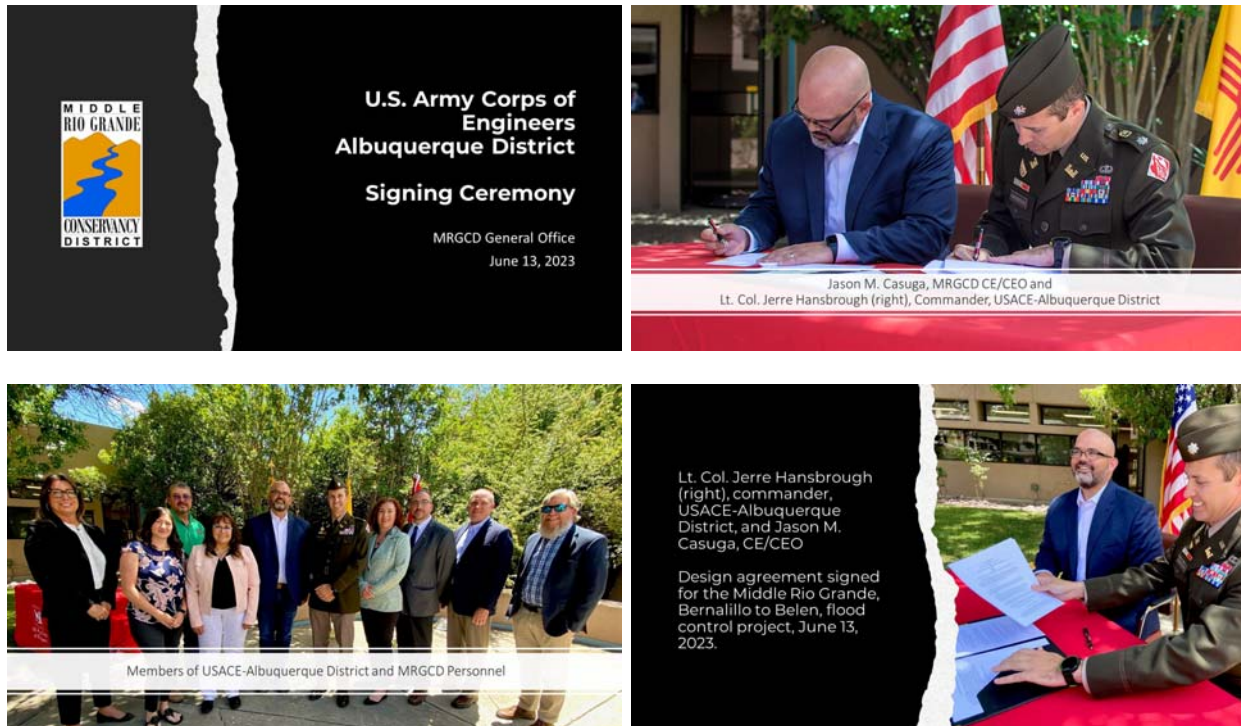 MIDDLE
RIO GRANDE
CONSERVANCY
DISTRICT
U.S. Army Corps of
Engineers
Albuquerque District
Signing Ceremony
MRGCD General Office
June 13, 2023
Jason M. Casuga, MRGCD CE/CEO and
Lt. Col. Jerre Hansbrough (right), Commander, USACE-Albuquerque District
Members of USACE-Albuquerque District and MRGCD Personnel
Lt. Col. Jerre Hansbrough
(right), commander,
USACE-Albuquerque
District, and Jason M.
Casuga, CE/CEO
Design agreement signed
for the Middle Rio Grande,
Bernalillo to Belen, flood
control project, June 13,
2023.